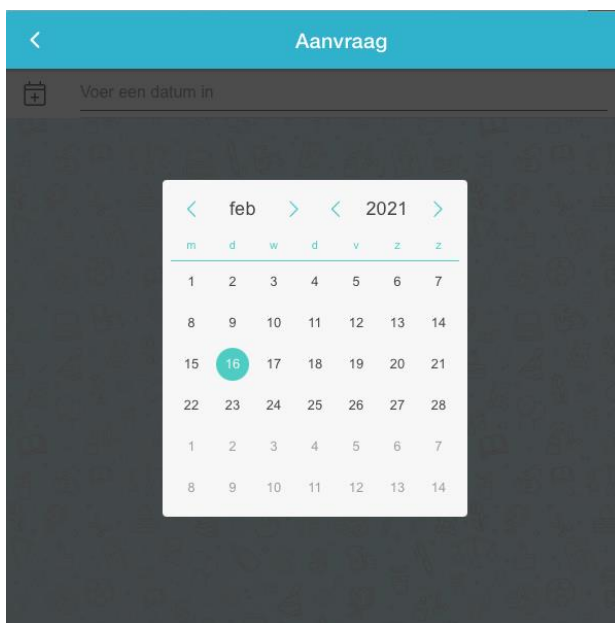 Aanvraag
Voer een datum in
feb 2021
m d w d v z z
1 2 3 4 5 6 7
8 9 10 11 12 13 14
15 16 17 18 19 20 21
22 23 24 25 26 27 28
1 2 3 4 5 6 7
8 9 10 11 12 13 14